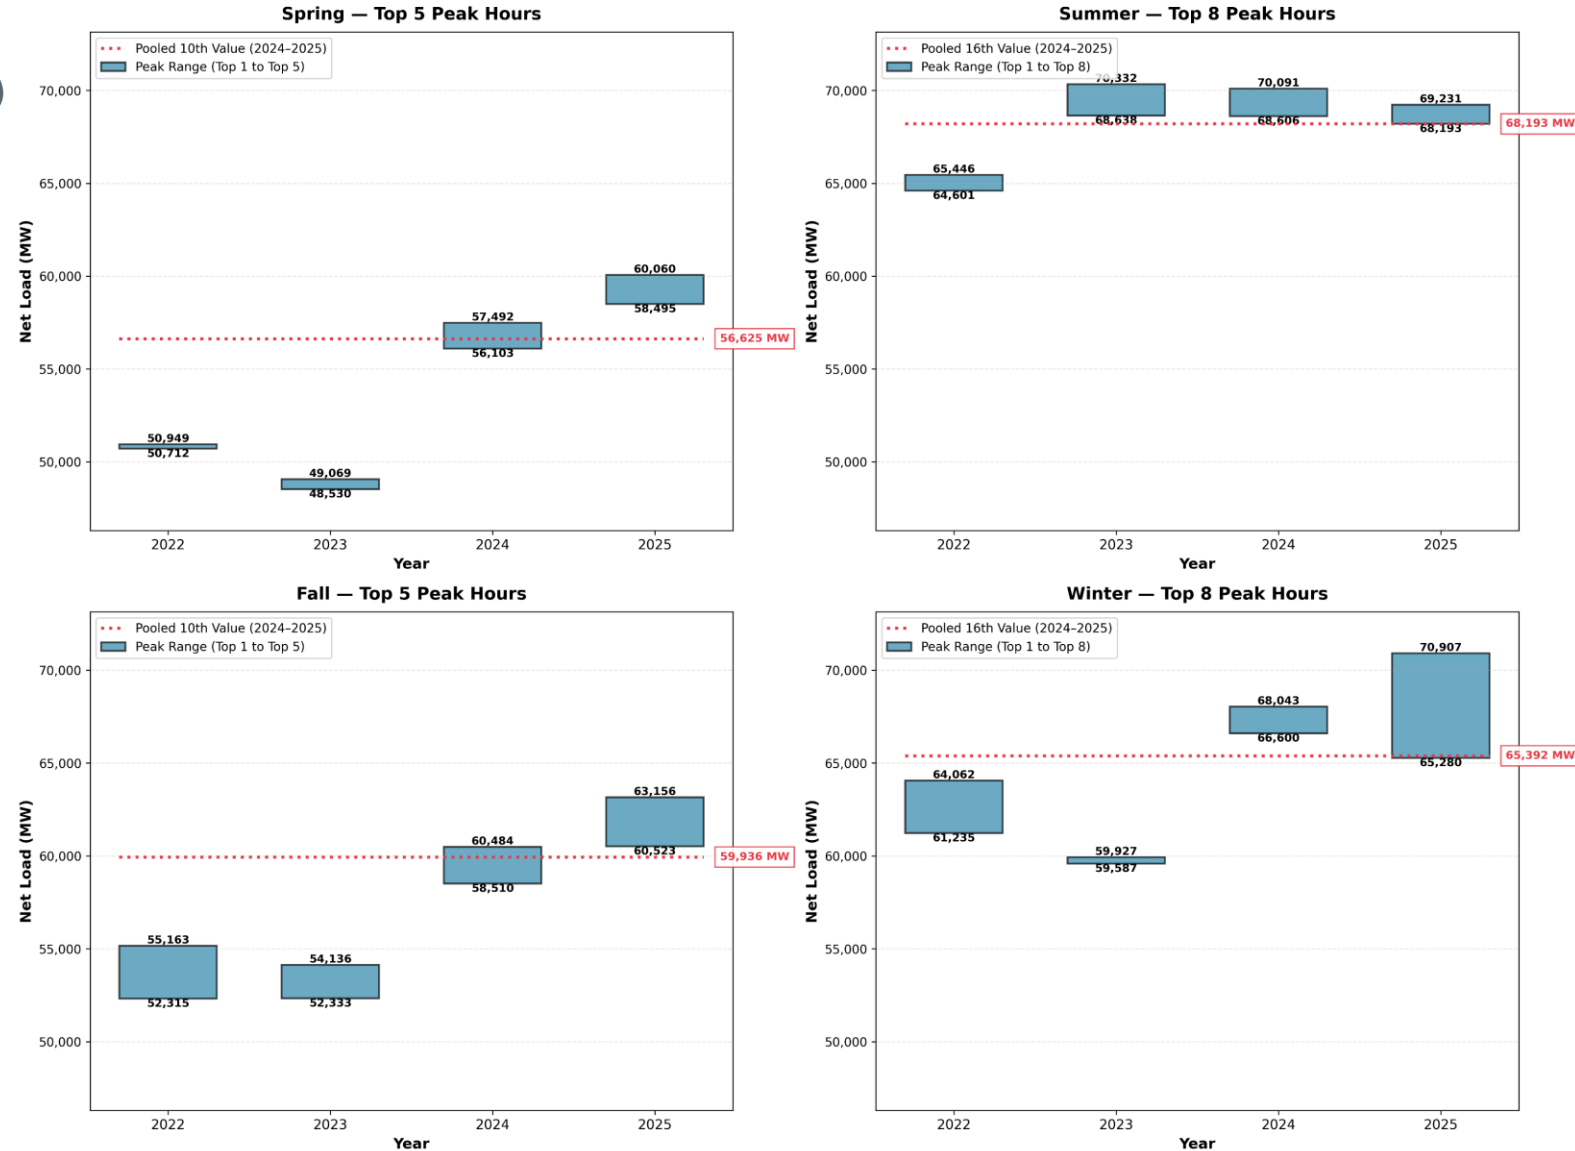 Spring — Top 5 Peak Hours
Pooled 10th Value (2024–2025)
Peak Range (Top 1 to Top 5)
Net Load (MW)
70,000
65,000
60,000
55,000
50,000
50,949
50,712
49,069
48,530
57,492
56,103
60,060
58,495
56,625 MW
2022 2023 2024 2025
Year
Summer — Top 8 Peak Hours
Pooled 16th Value (2024–2025)
Peak Range (Top 1 to Top 8)
Net Load (MW)
70,000
65,000
60,000
55,000
50,000
65,446
64,601
70,332
68,638
70,091
68,606
69,231
68,193
68,193 MW
2022 2023 2024 2025
Year
Fall — Top 5 Peak Hours
Pooled 10th Value (2024–2025)
Peak Range (Top 1 to Top 5)
Net Load (MW)
70,000
65,000
60,000
55,000
50,000
55,163
52,315
54,136
52,333
60,484
58,510
63,156
60,523
59,936 MW
2022 2023 2024 2025
Year
Winter — Top 8 Peak Hours
Pooled 16th Value (2024–2025)
Peak Range (Top 1 to Top 8)
Net Load (MW)
70,000
65,000
60,000
55,000
50,000
64,062
61,235
59,927
59,587
68,043
66,600
70,907
65,280
65,392 MW
2022 2023 2024 2025
Year